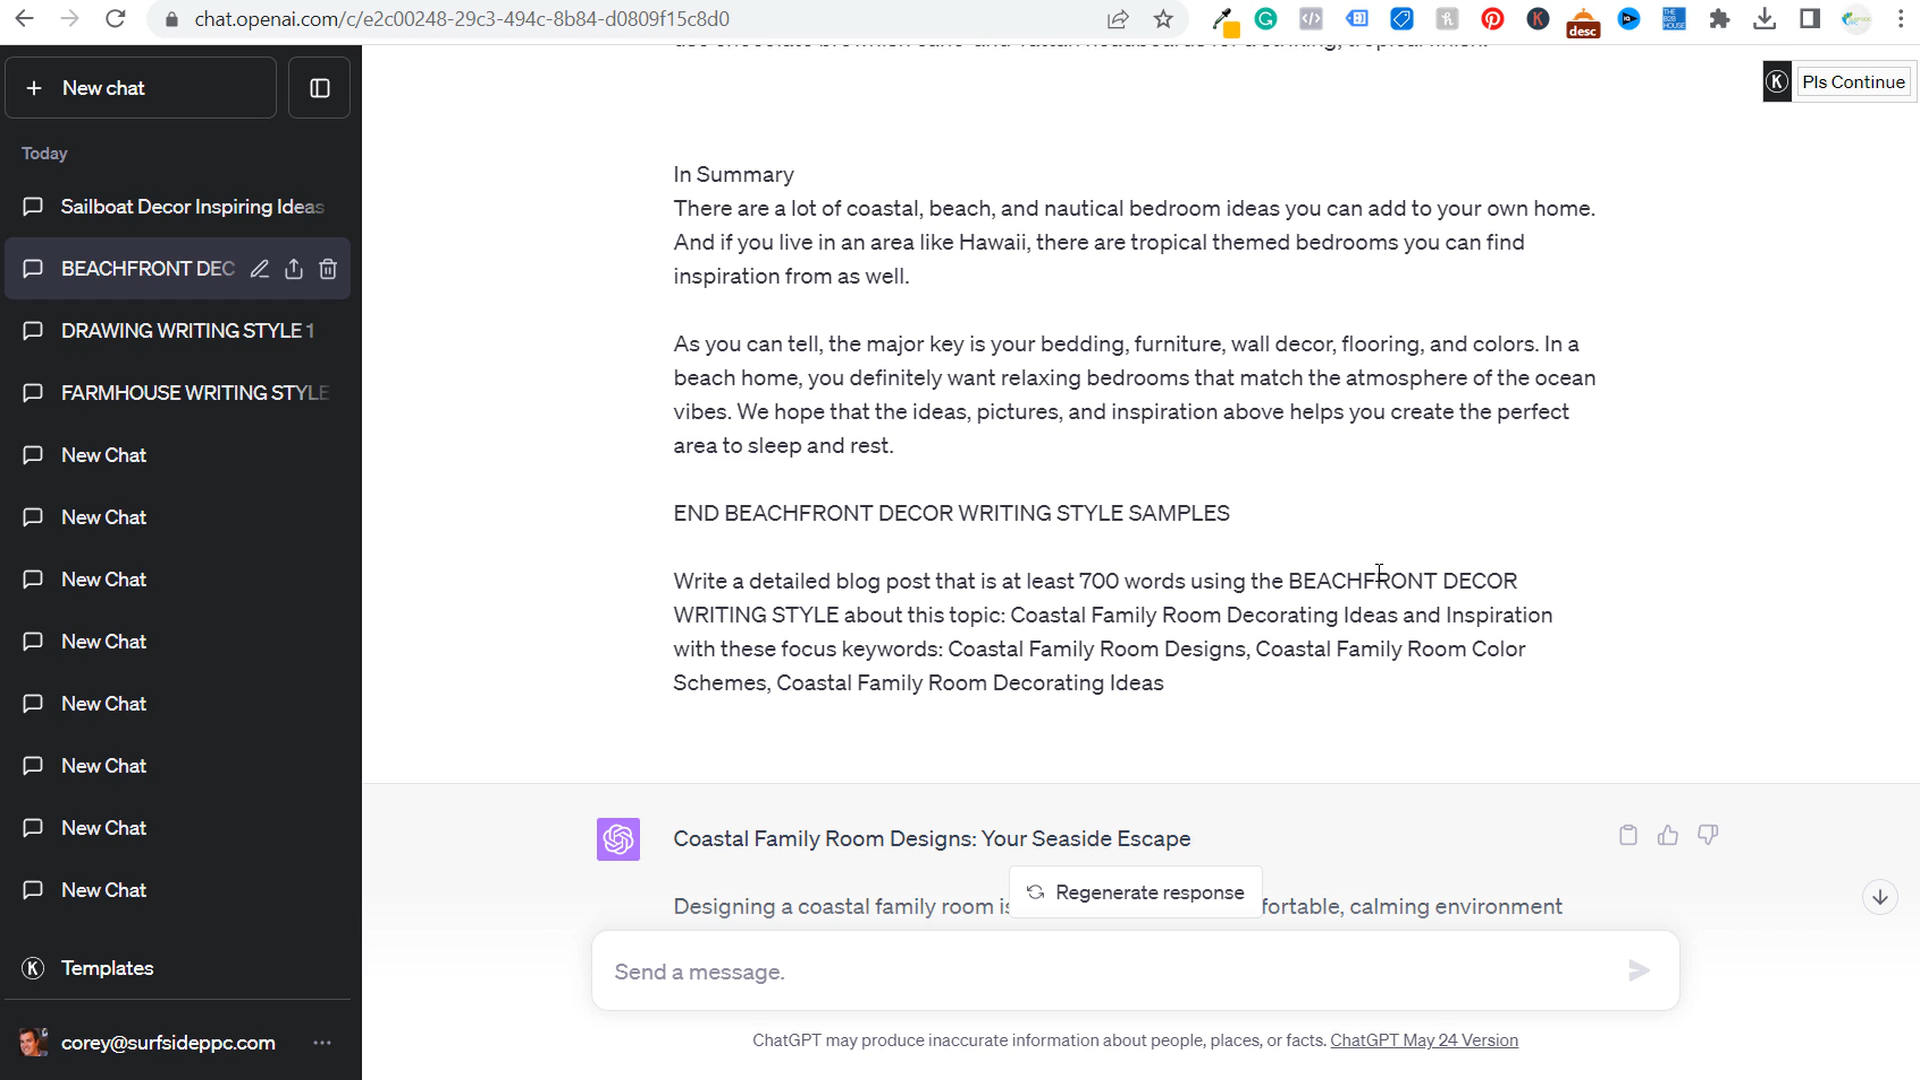 chat.openai.com/c/e2c00248-29c3-494c-8b84-d0809f15c8d0
desc
THE B2B HOUSE
New chat
K Pls Continue
Today
Sailboat Decor Inspiring Ideas
BEACHFRONT DEC
DRAWING WRITING STYLE 1
FARMHOUSE WRITING STYLE
New Chat
New Chat
New Chat
New Chat
New Chat
New Chat
New Chat
New Chat
K Templates
corey@surfsideppc.com
In Summary
There are a lot of coastal, beach, and nautical bedroom ideas you can add to your own home.
And if you live in an area like Hawaii, there are tropical themed bedrooms you can find
inspiration from as well.
As you can tell, the major key is your bedding, furniture, wall decor, flooring, and colors. In a
beach home, you definitely want relaxing bedrooms that match the atmosphere of the ocean
vibes. We hope that the ideas, pictures, and inspiration above helps you create the perfect
area to sleep and rest.
END BEACHFRONT DECOR WRITING STYLE SAMPLES
Write a detailed blog post that is at least 700 words using the BEACHFRONT DECOR
WRITING STYLE about this topic: Coastal Family Room Decorating Ideas and Inspiration
with these focus keywords: Coastal Family Room Designs, Coastal Family Room Color
Schemes, Coastal Family Room Decorating Ideas
Coastal Family Room Designs: Your Seaside Escape
Designing a coastal family room is
fortable, calming environment
Regenerate response
Send a message.
ChatGPT may produce inaccurate information about people, places, or facts. ChatGPT May 24 Version